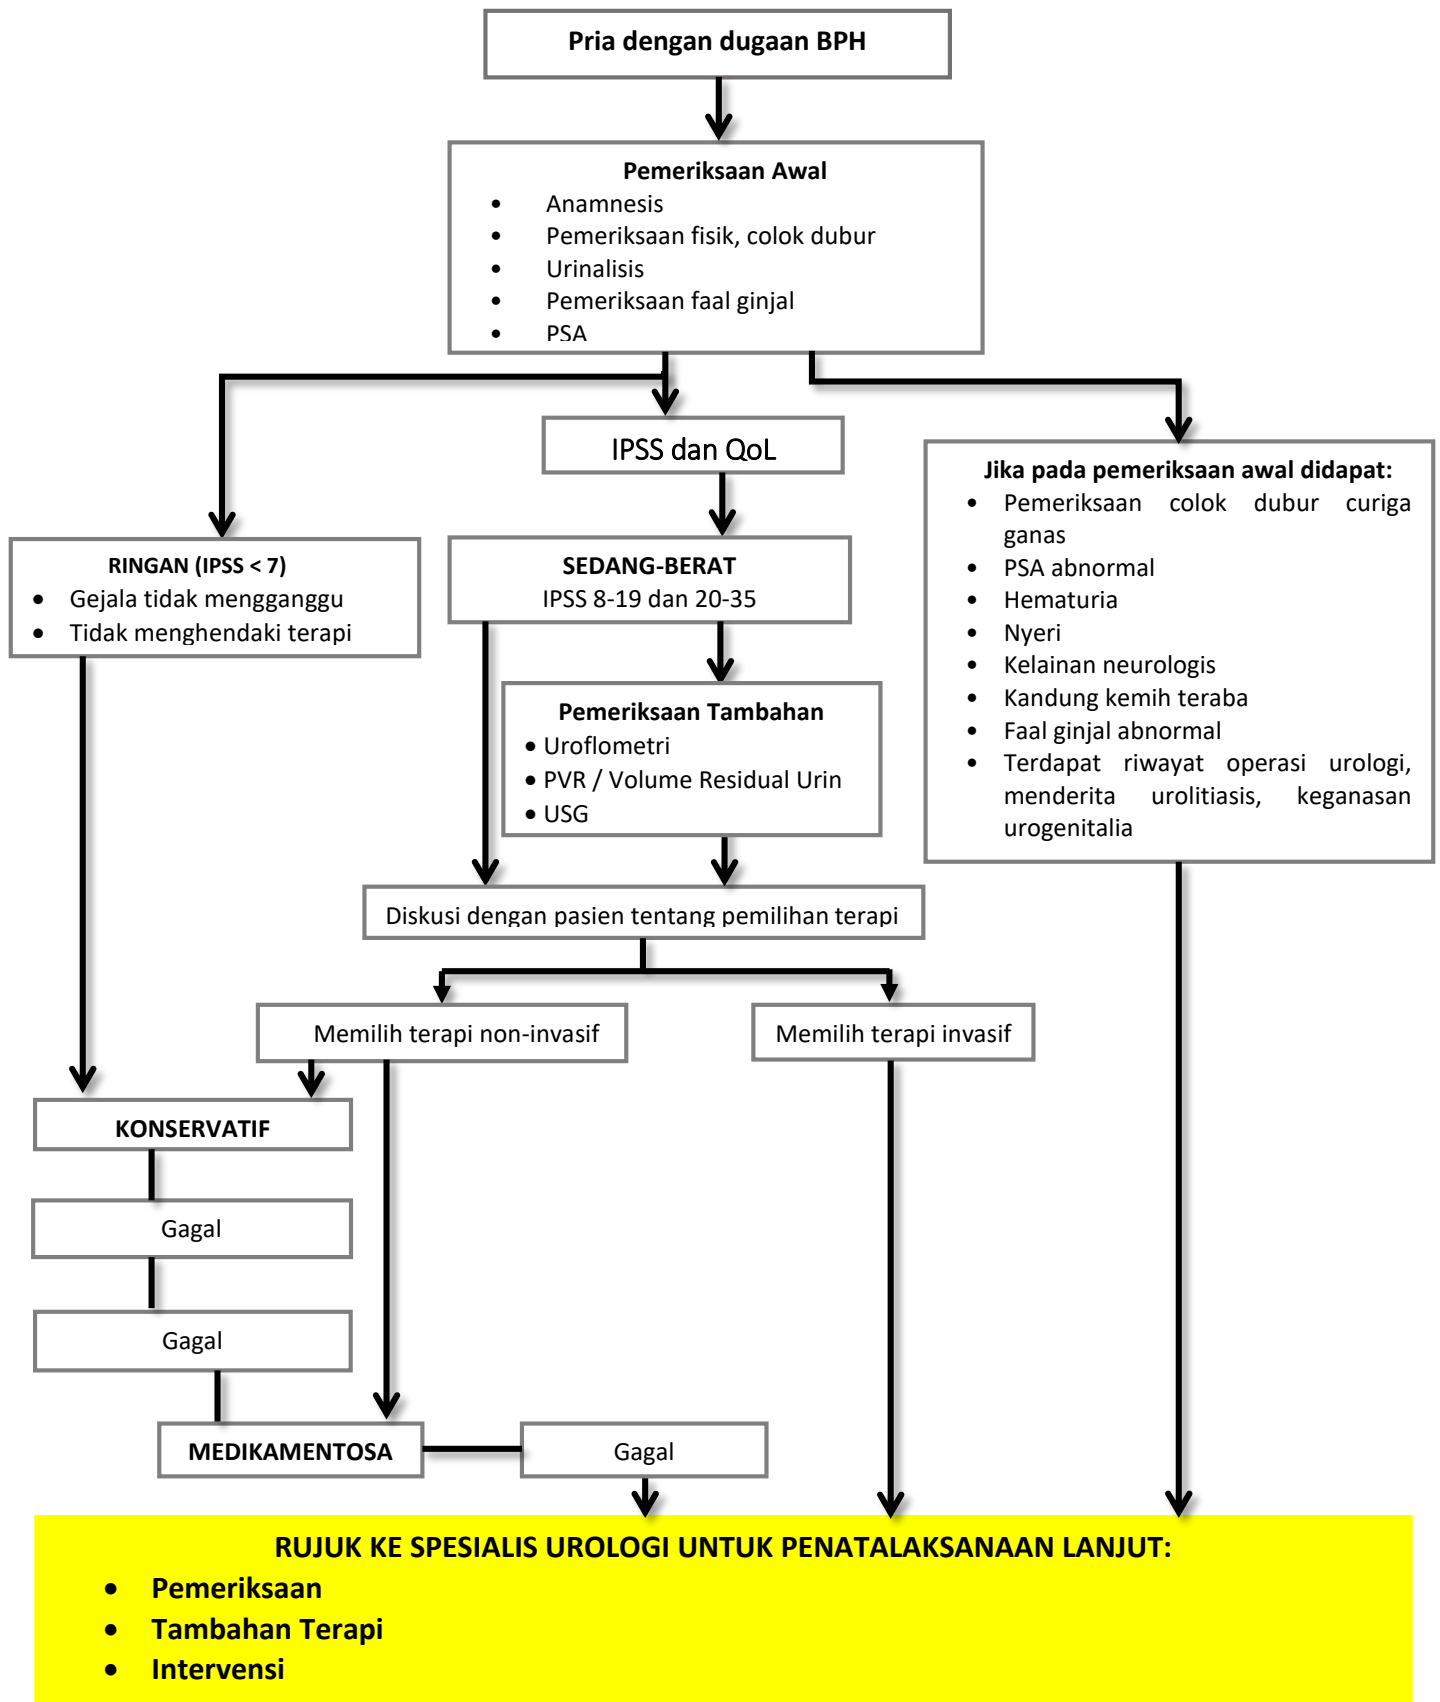 Pria dengan dugaan BPH
Pemeriksaan Awal
• Anamnesis
• Pemeriksaan fisik, colok dubur
• Urinalisis
• Pemeriksaan faal ginjal
• PSA
IPSS dan QoL
Jika pada pemeriksaan awal didapat:
• Pemeriksaan colok dubur curiga
ganas
• PSA abnormal
• Hematuria
• Nyeri
• Kelainan neurologis
• Kandung kemih teraba
• Faal ginjal abnormal
• Terdapat riwayat operasi urologi,
menderita urolitiasis, keganasan
urogenitalia
RINGAN (IPSS < 7)
• Gejala tidak mengganggu
• Tidak menghendaki terapi
SEDANG-BERAT
IPSS 8-19 dan 20-35
Pemeriksaan Tambahan
• Uroflometri
• PVR / Volume Residual Urin
• USG
Diskusi dengan pasien tentang pemilihan terapi
Memilih terapi non-invasif
Memilih terapi invasif
KONSERVATIF
Gagal
Gagal
MEDIKAMENTOSA
Gagal
RUJUK KE SPESIALIS UROLOGI UNTUK PENATALAKSANAAN LANJUT:
• Pemeriksaan
• Tambahan Terapi
• Intervensi